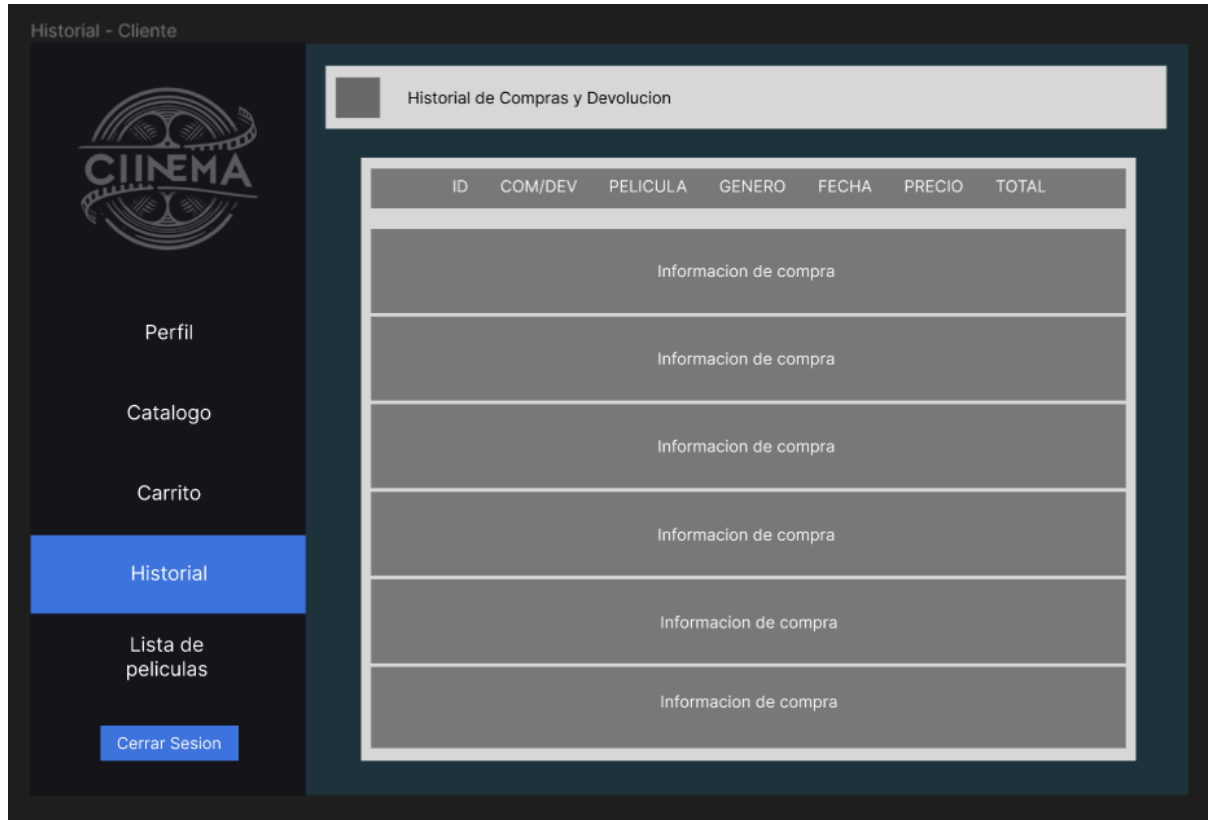 Historial - Cliente
CIINEMA
Perfil
Catalogo
Carrito
Historial
Lista de
peliculas
Cerrar Sesion
Historial de Compras y Devolucion
ID COM/DEV PELICULA GENERO FECHA PRECIO TOTAL
Informacion de compra
Informacion de compra
Informacion de compra
Informacion de compra
Informacion de compra
Informacion de compra